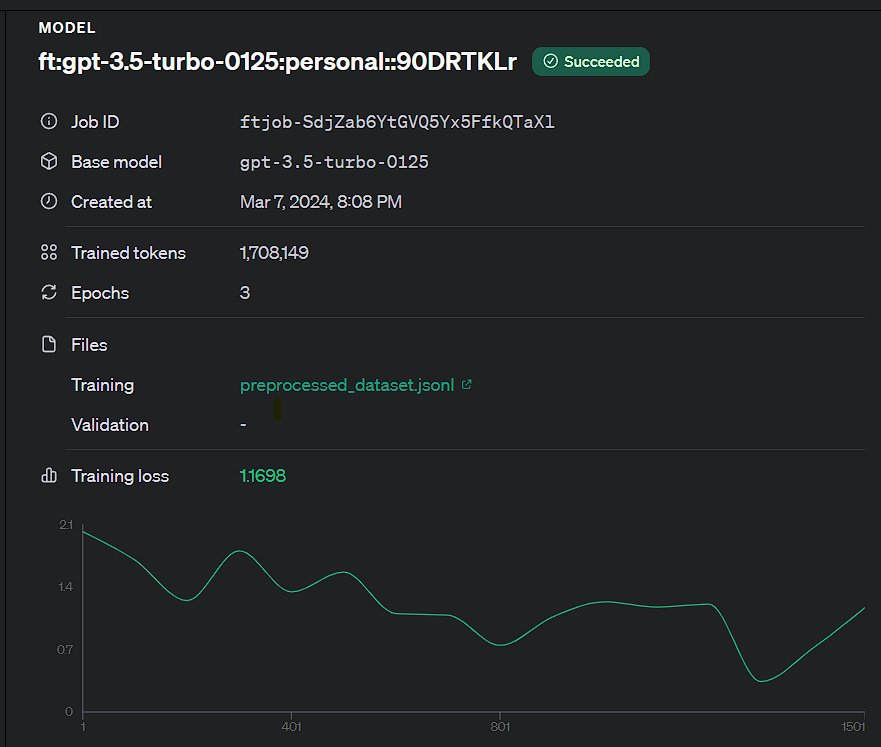 MODEL
ft:gpt-3.5-turbo-0125:personal::90DRTKLr Succeeded
Job ID ftjob-SdjZab6YtGVQ5Yx5FfkQTaXl
Base model gpt-3.5-turbo-0125
Created at Mar 7, 2024, 8:08 PM
Trained tokens 1,708,149
Epochs 3
Files
Training preprocessed_dataset.jsonl
Validation -
Training loss 1.1698
2.1
1.4
0.7
0
1 401 801 1501